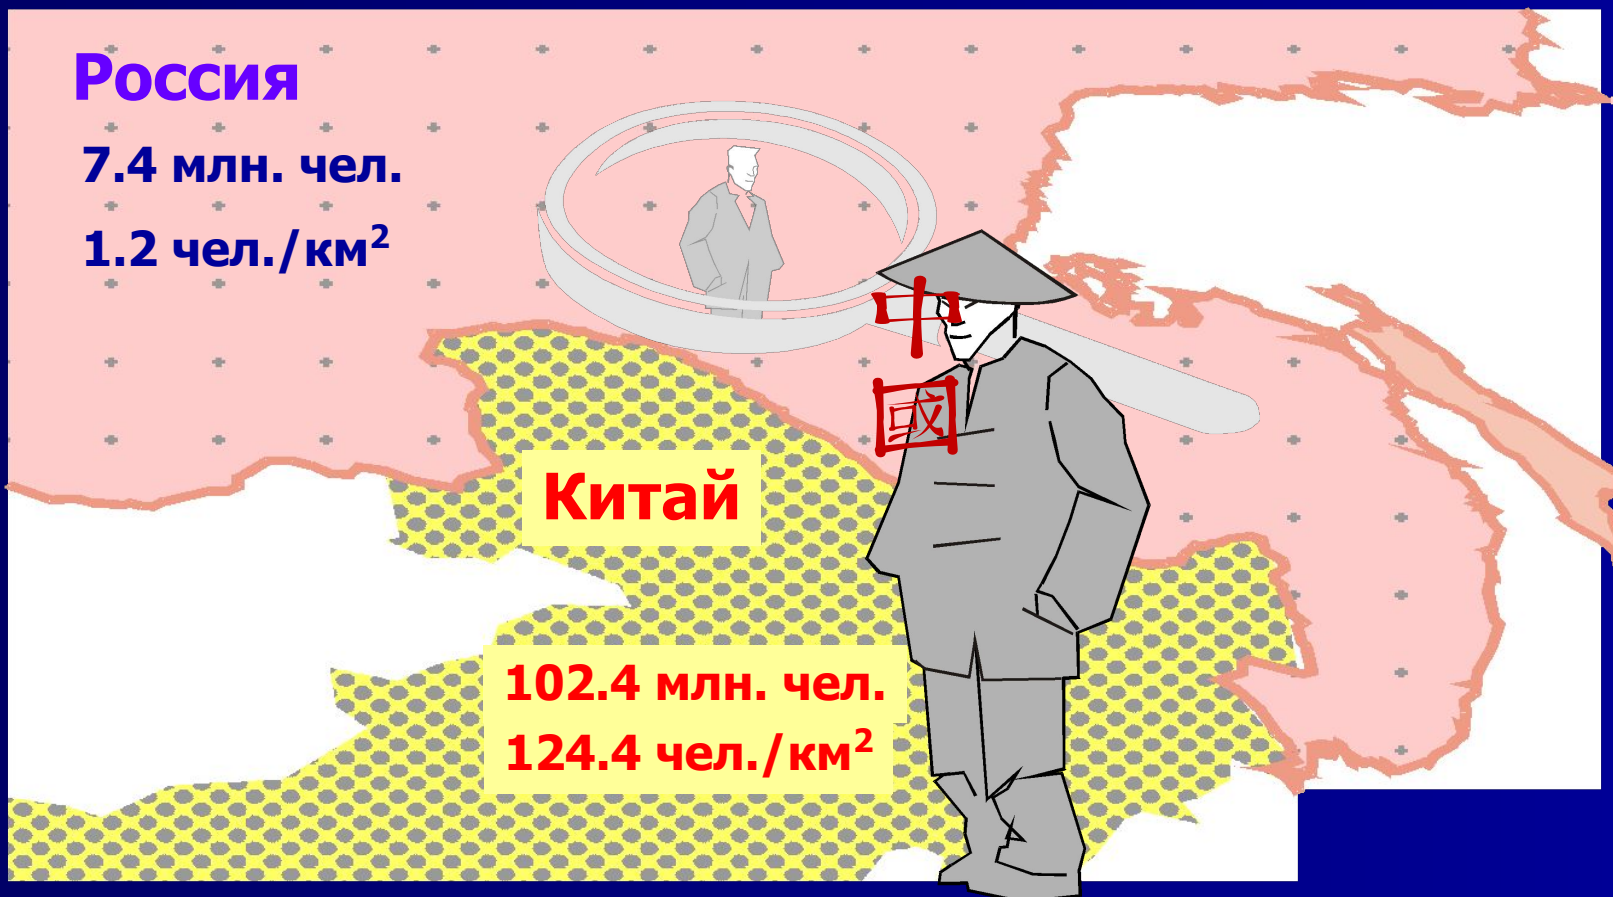 Россия
7.4 млн. чел.
1.2 чел./км²
中
國
Китай
102.4 млн. чел.
124.4 чел./км²